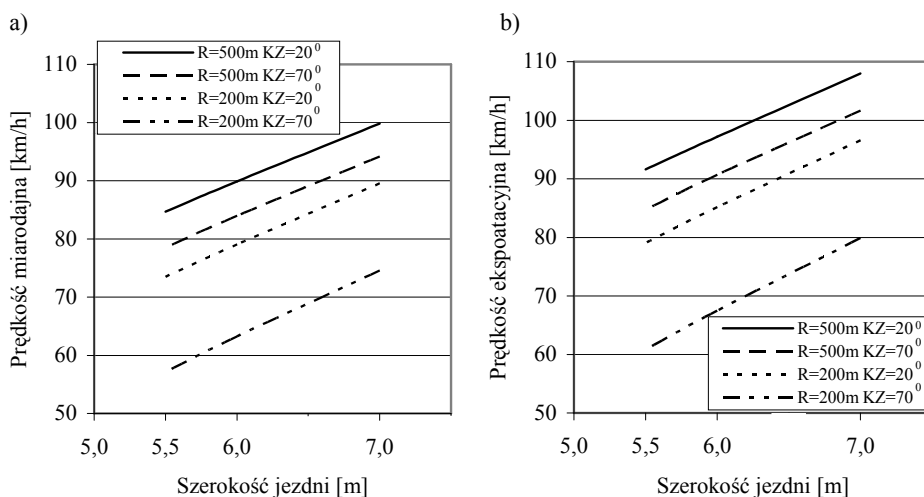 a)
R=500m KZ=20⁰
R=500m KZ=70⁰
R=200m KZ=20⁰
R=200m KZ=70⁰
110
100
90
80
70
60
50
5,0
5,5
6,0
7,0
Prędkość miarodajna [km/h]
Szerokość jezdni [m]
b)
110
100
90
80
70
60
50
5,0
5,5
6,0
7,0
Prędkość ekspoatacyjna [km/h]
Szerokość jezdni [m]
R=500m KZ=20⁰
R=500m KZ=70⁰
R=200m KZ=20⁰
R=200m KZ=70⁰